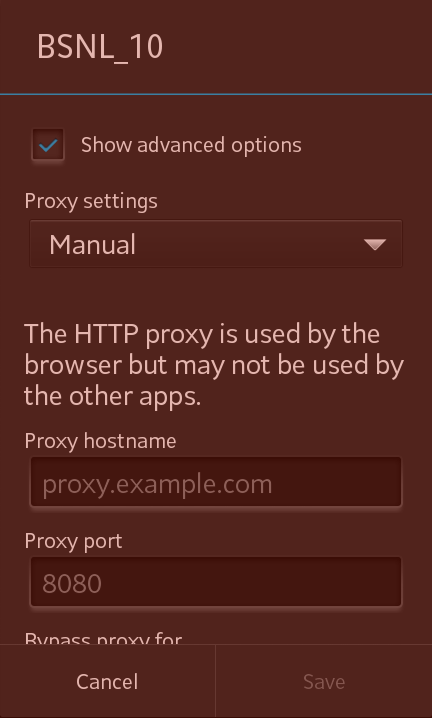 BSNL_10
Show advanced options
Proxy settings
Manual
The HTTP proxy is used by the
browser but may not be used by
the other apps.
Proxy hostname
proxy.example.com
Proxy port
8080
Bypass proxy for
Cancel
Save